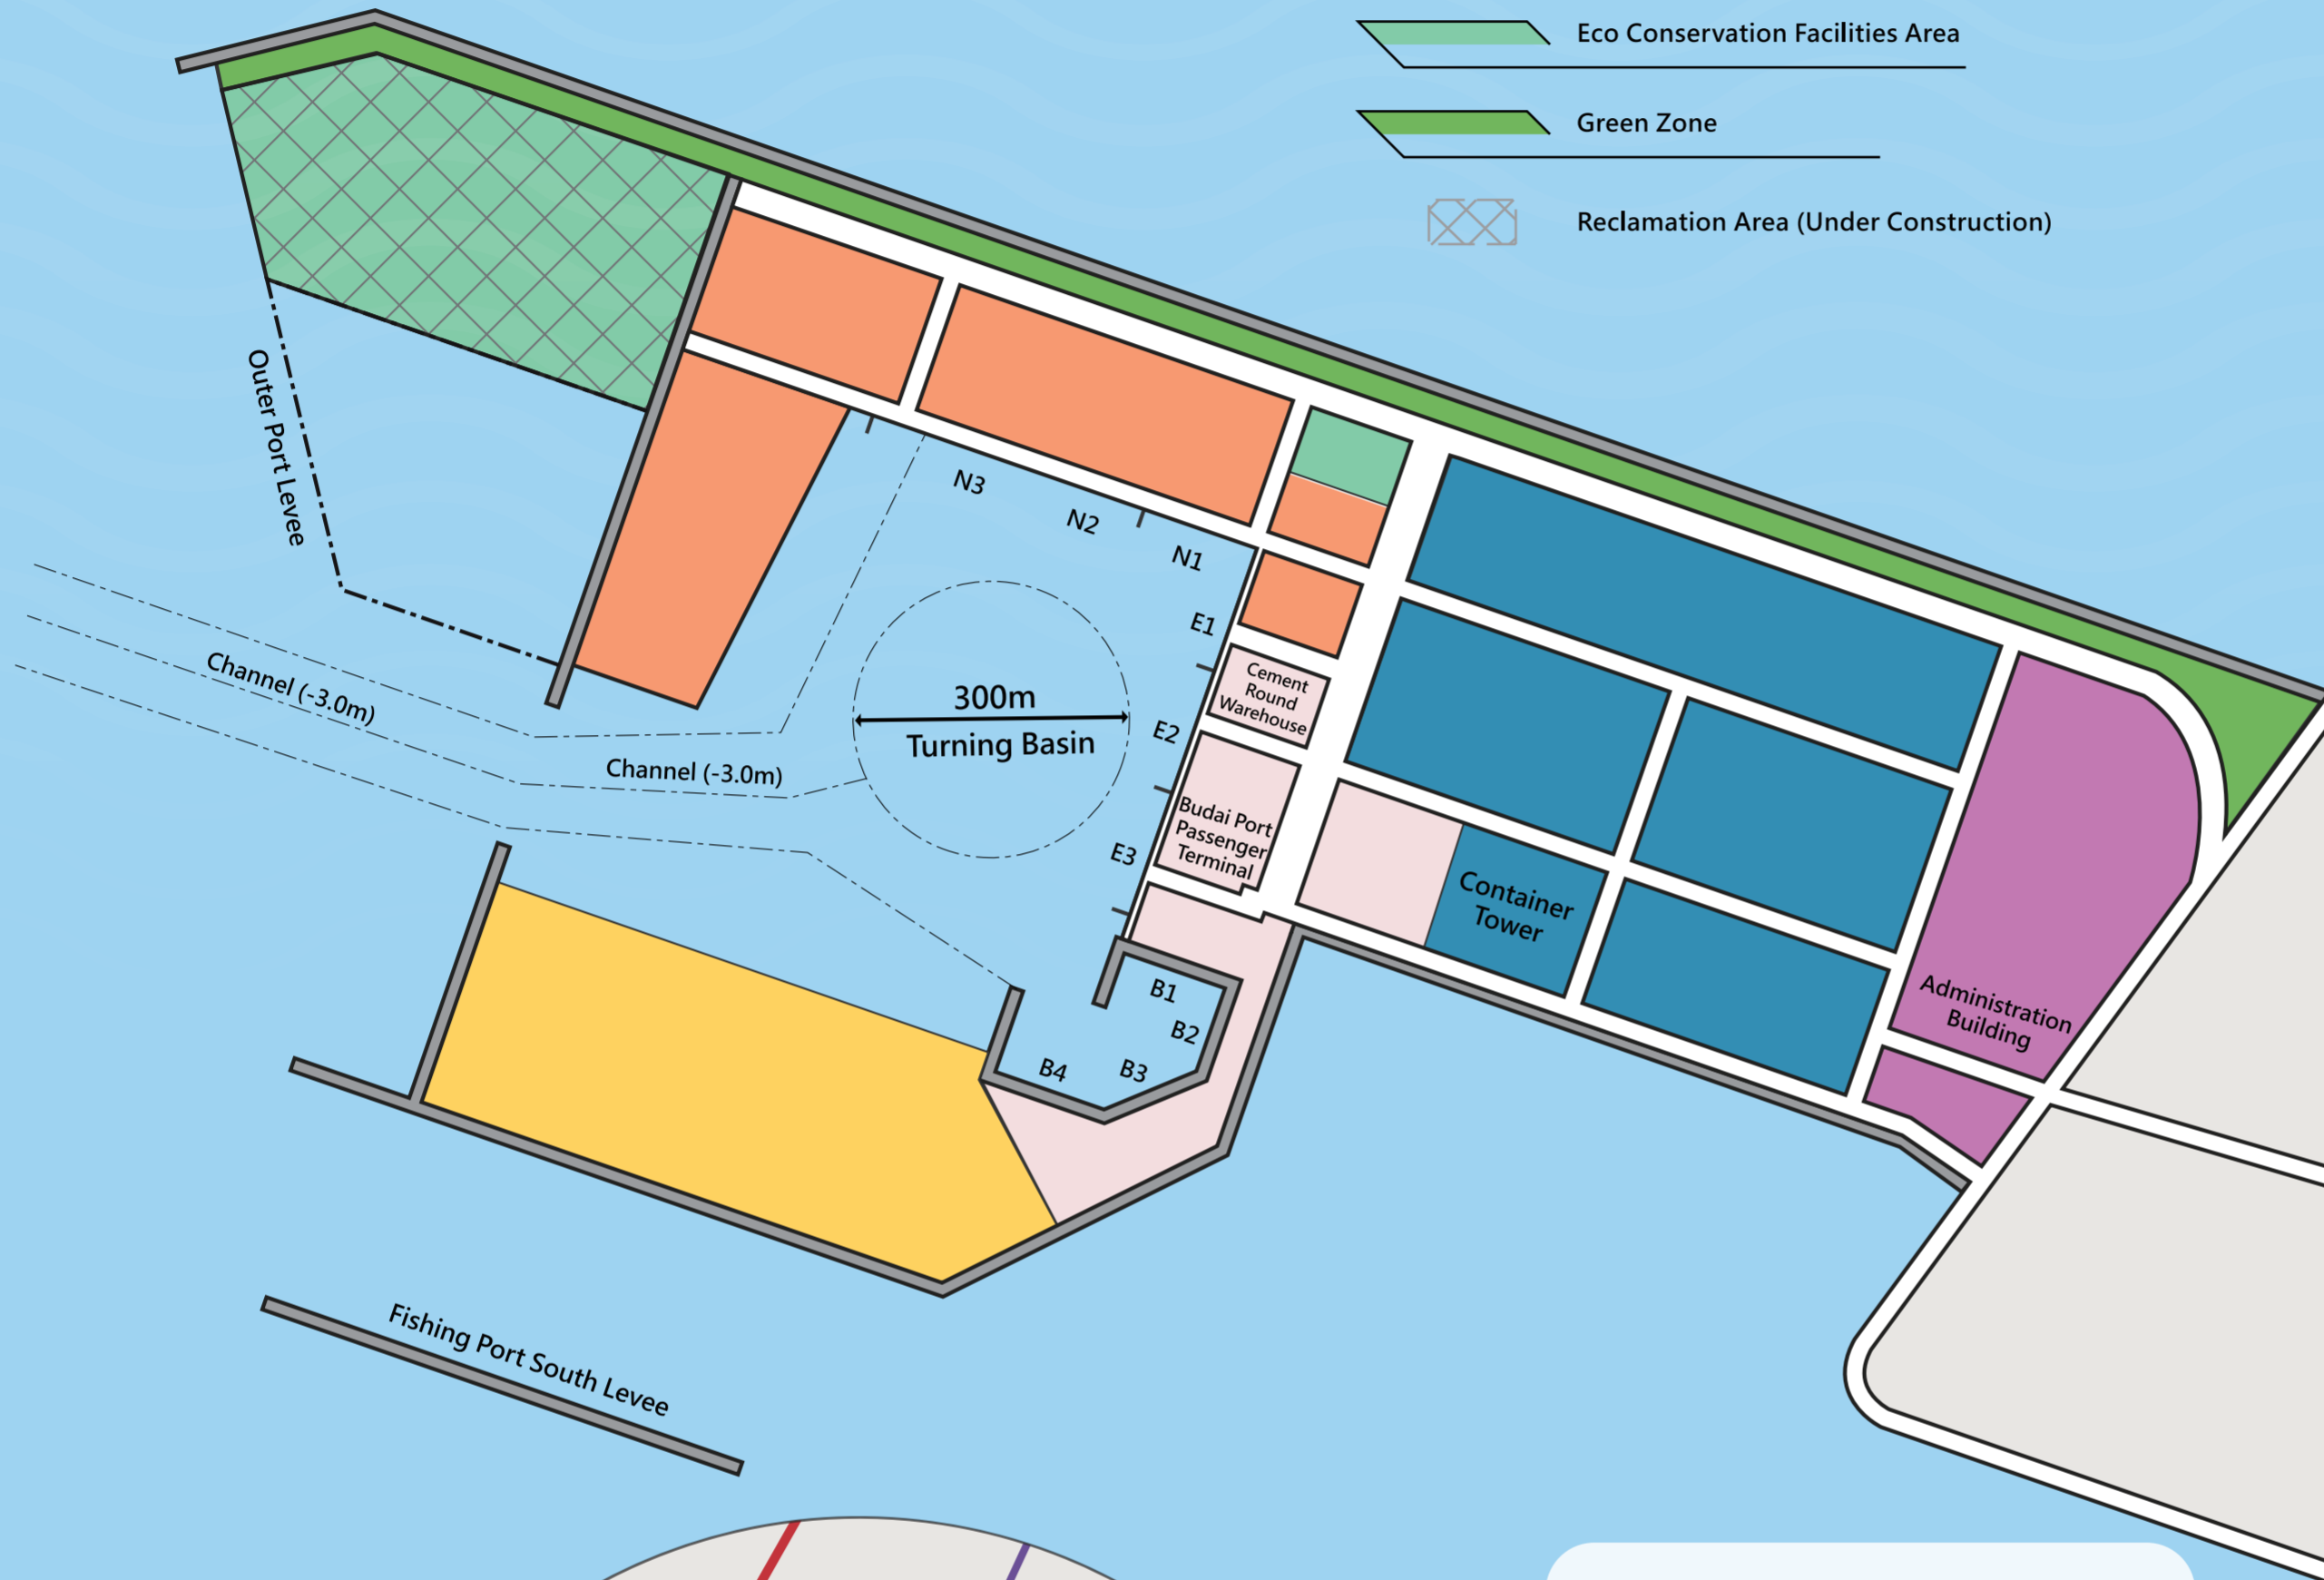 Eco Conservation Facilities Area
Green Zone
Reclamation Area (Under Construction)
Outer Port Levee
N3
N2
N1
E1
Cement
Round
Warehouse
Channel (-3.0m)
300m
Turning Basin
E2
Channel (-3.0m)
Budai Port
Passenger
Terminal
E3
Container
Tower
B1
B2
B3
B4
Administration
Building
Fishing Port South Levee